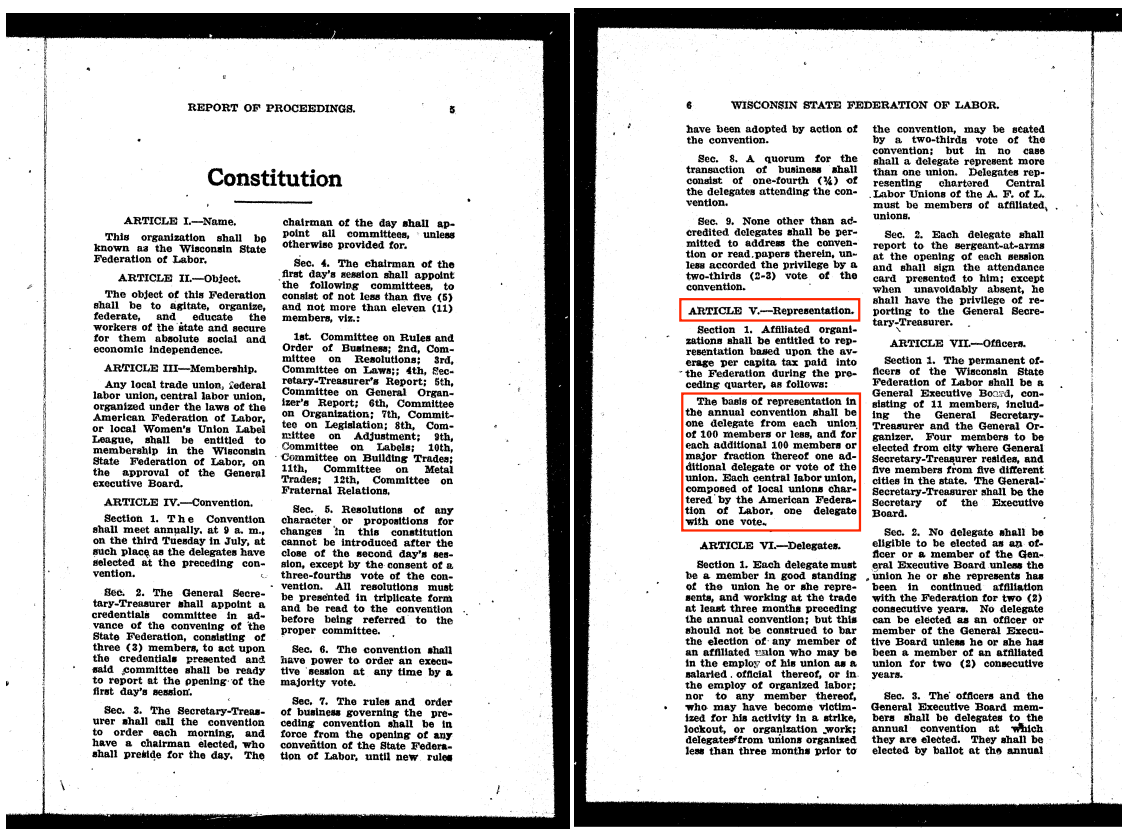 REPORT OF PROCEEDINGS.
5
Constitution
ARTICLE I.—Name.
This organization shall be
known as the Wisconsin State
Federation of Labor.
ARTICLE II.—Object.
The object of this Federation
shall be to agitate, organize,
federate, and educate the
workers of the state and secure
for them absolute social and
economic independence.
ARTICLE III—Membership.
Any local trade union, federal
labor union, central labor union,
organized under the laws of the
American Federation of Labor,
or local Women's Union Label
League, shall be entitled to
membership in the Wisconsin
State Federation of Labor, on
the approval of the General
executive Board.
ARTICLE IV.—Convention.
Section 1. The Convention
shall meet annually, at 9 a. m.,
on the third Tuesday in July, at
such place as the delegates have
selected at the preceding con-
vention.
Sec. 2. The General Secre-
tary-Treasurer shall appoint a
credentials committee in ad-
vance of the convening of the
State Federation, consisting of
three (3) members, to act upon
the credentials presented and
said committee shall be ready
to report at the opening of the
first day's session.
Sec. 3. The Secretary-Treas-
urer shall call the convention
to order each morning, and
have a chairman elected, who
shall preside for the day. The
chairman of the day shall ap-
point all committees, unless
otherwise provided for.
Sec. 4. The chairman of the
first day's session shall appoint
the following committees, to
consist of not less than five (5)
and not more than eleven (11)
members, viz.:
1st. Committee on Rules and
Order of Business; 2nd, Com-
mittee on Resolutions; 3rd,
Committee on Laws;; 4th, Sec-
retary-Treasurer's Report; 5th,
Committee on General Organ-
izer's Report; 6th, Committee
on Organization; 7th, Commit-
tee on Legislation; 8th, Com-
mittee on Adjustment; 9th,
Committee on Labels; 10th,
Committee on Building Trades;
11th, Committee on Metal
Trades; 12th, Committee on
Fraternal Relations.
Sec. 5. Resolutions of any
character or propositions for
changes in this constitution
cannot be introduced after the
close of the second day's ses-
sion, except by the consent of a
three-fourths vote of the con-
vention. All resolutions must
be presented in triplicate form
and be read to the convention
before being referred to the
proper committee.
Sec. 6. The convention shall
have power to order an execu-
tive session at any time by a
majority vote.
Sec. 7. The rules and order
of business governing the pre-
ceding convention shall be in
force from the opening of any
convention of the State Federa-
tion of Labor, until new rules
6
WISCONSIN STATE FEDERATION OF LABOR.
have been adopted by action of
the convention.
Sec. 8. A quorum for the
transaction of business shall
consist of one-fourth (¼) of
the delegates attending the con-
vention.
Sec. 9. None other than ac-
credited delegates shall be per-
mitted to address the conven-
tion or read papers therein, un-
less accorded the privilege by a
two-thirds (2-3) vote of the
convention.
ARTICLE V.—Representation.
Section 1. Affiliated organi-
zations shall be entitled to rep-
resentation based upon the av-
erage per capita tax paid into
the Federation during the pre-
ceding quarter, as follows:
The basis of representation in
the annual convention shall be
one delegate from each union
of 100 members or less, and for
each additional 100 members or
major fraction thereof one ad-
ditional delegate or vote of the
union. Each central labor union,
composed of local unions char-
tered by the American Federa-
tion of Labor, one delegate
with one vote.
ARTICLE VI.—Delegates.
Section 1. Each delegate must
be a member in good standing
of the union he or she repre-
sents, and working at the trade
at least three months preceding
the annual convention; but this
should not be construed to bar
the election of any member of
an affiliated union who may be
in the employ of his union as a
salaried official thereof, or in
the employ of organized labor;
nor to any member thereof,
who may have become victim-
ized for his activity in a strike,
lockout, or organization work;
delegates from unions organized
less than three months prior to
the convention, may be seated
by a two-thirds vote of the
convention; but in no case
shall a delegate represent more
than one union. Delegates rep-
resenting chartered Central
Labor Unions of the A. F. of L.
must be members of affiliated
unions.
Sec. 2. Each delegate shall
report to the sergeant-at-arms
at the opening of each session
and shall sign the attendance
card presented to him; except
when unavoidably absent, he
shall have the privilege of re-
porting to the General Secre-
tary-Treasurer.
ARTICLE VII.—Officers.
Section 1. The permanent of-
ficers of the Wisconsin State
Federation of Labor shall be a
General Executive Board, con-
sisting of 11 members, includ-
ing the General Secretary-
Treasurer and the General Or-
ganizer. Four members to be
elected from city where General
Secretary-Treasurer resides, and
five members from five different
cities in the state. The General-
Secretary-Treasurer shall be the
Secretary of the Executive
Board.
Sec. 2. No delegate shall be
eligible to be elected as an of-
ficer or a member of the Gen-
eral Executive Board unless the
union he or she represents has
been in continued affiliation
with the Federation for two (2)
consecutive years. No delegate
can be elected as an officer or
member of the General Execu-
tive Board unless he or she has
been a member of an affiliated
union for two (2) consecutive
years.
Sec. 3. The officers and the
General Executive Board mem-
bers shall be delegates to the
annual convention at which
they are elected. They shall be
elected by ballot at the annual